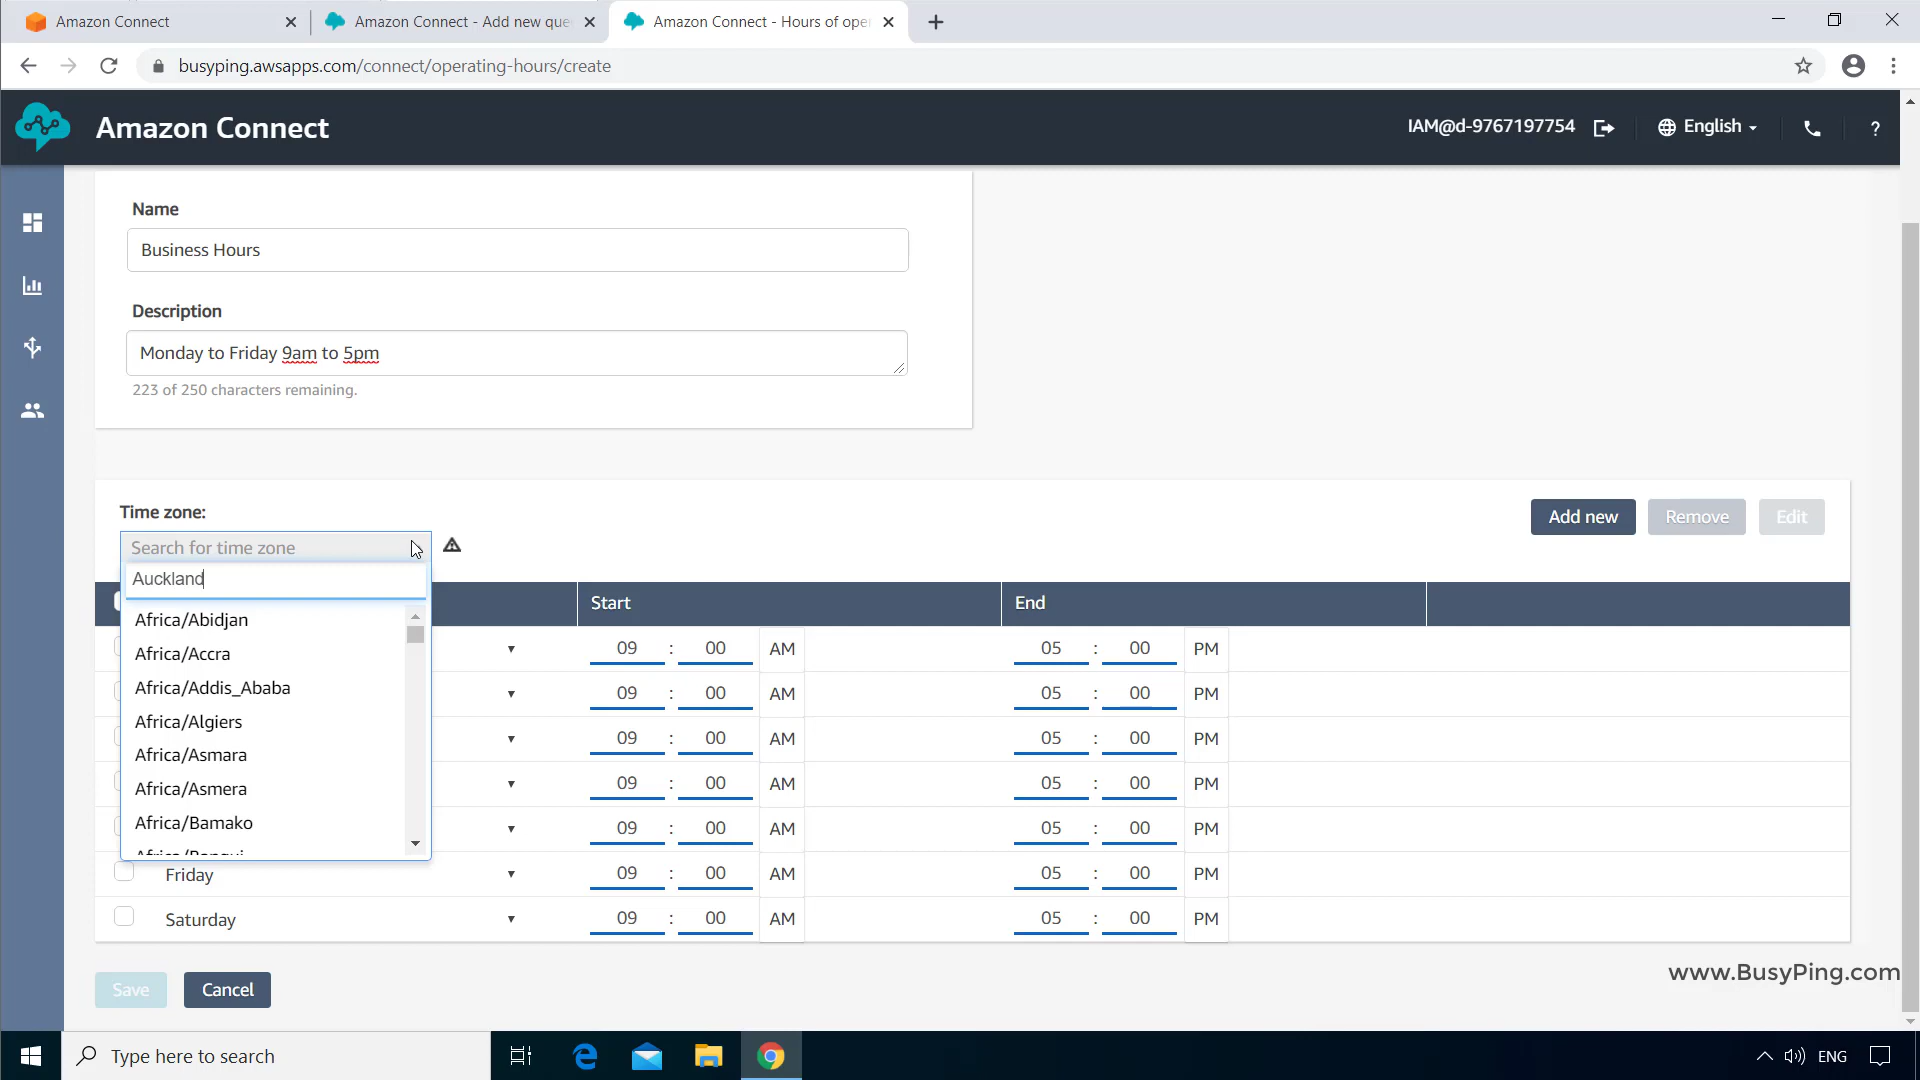 Amazon Connect
Amazon Connect - Add new que
Amazon Connect - Hours of oper
busyping.awsapps.com/connect/operating-hours/create
Amazon Connect
IAM@d-9767197754
English
?
Name
Business Hours
Description
Monday to Friday 9am to 5pm
223 of 250 characters remaining.
Time zone:
Add new
Remove
Edit
Search for time zone
Auckland
Start
End
Africa/Abidjan
Africa/Accra
Africa/Addis_Ababa
Africa/Algiers
Africa/Asmara
Africa/Asmera
Africa/Bamako
09 : 00 AM 05 : 00 PM
09 : 00 AM 05 : 00 PM
09 : 00 AM 05 : 00 PM
09 : 00 AM 05 : 00 PM
09 : 00 AM 05 : 00 PM
Friday 09 : 00 AM 05 : 00 PM
Saturday 09 : 00 AM 05 : 00 PM
Save
Cancel
www.BusyPing.com
Type here to search
ENG